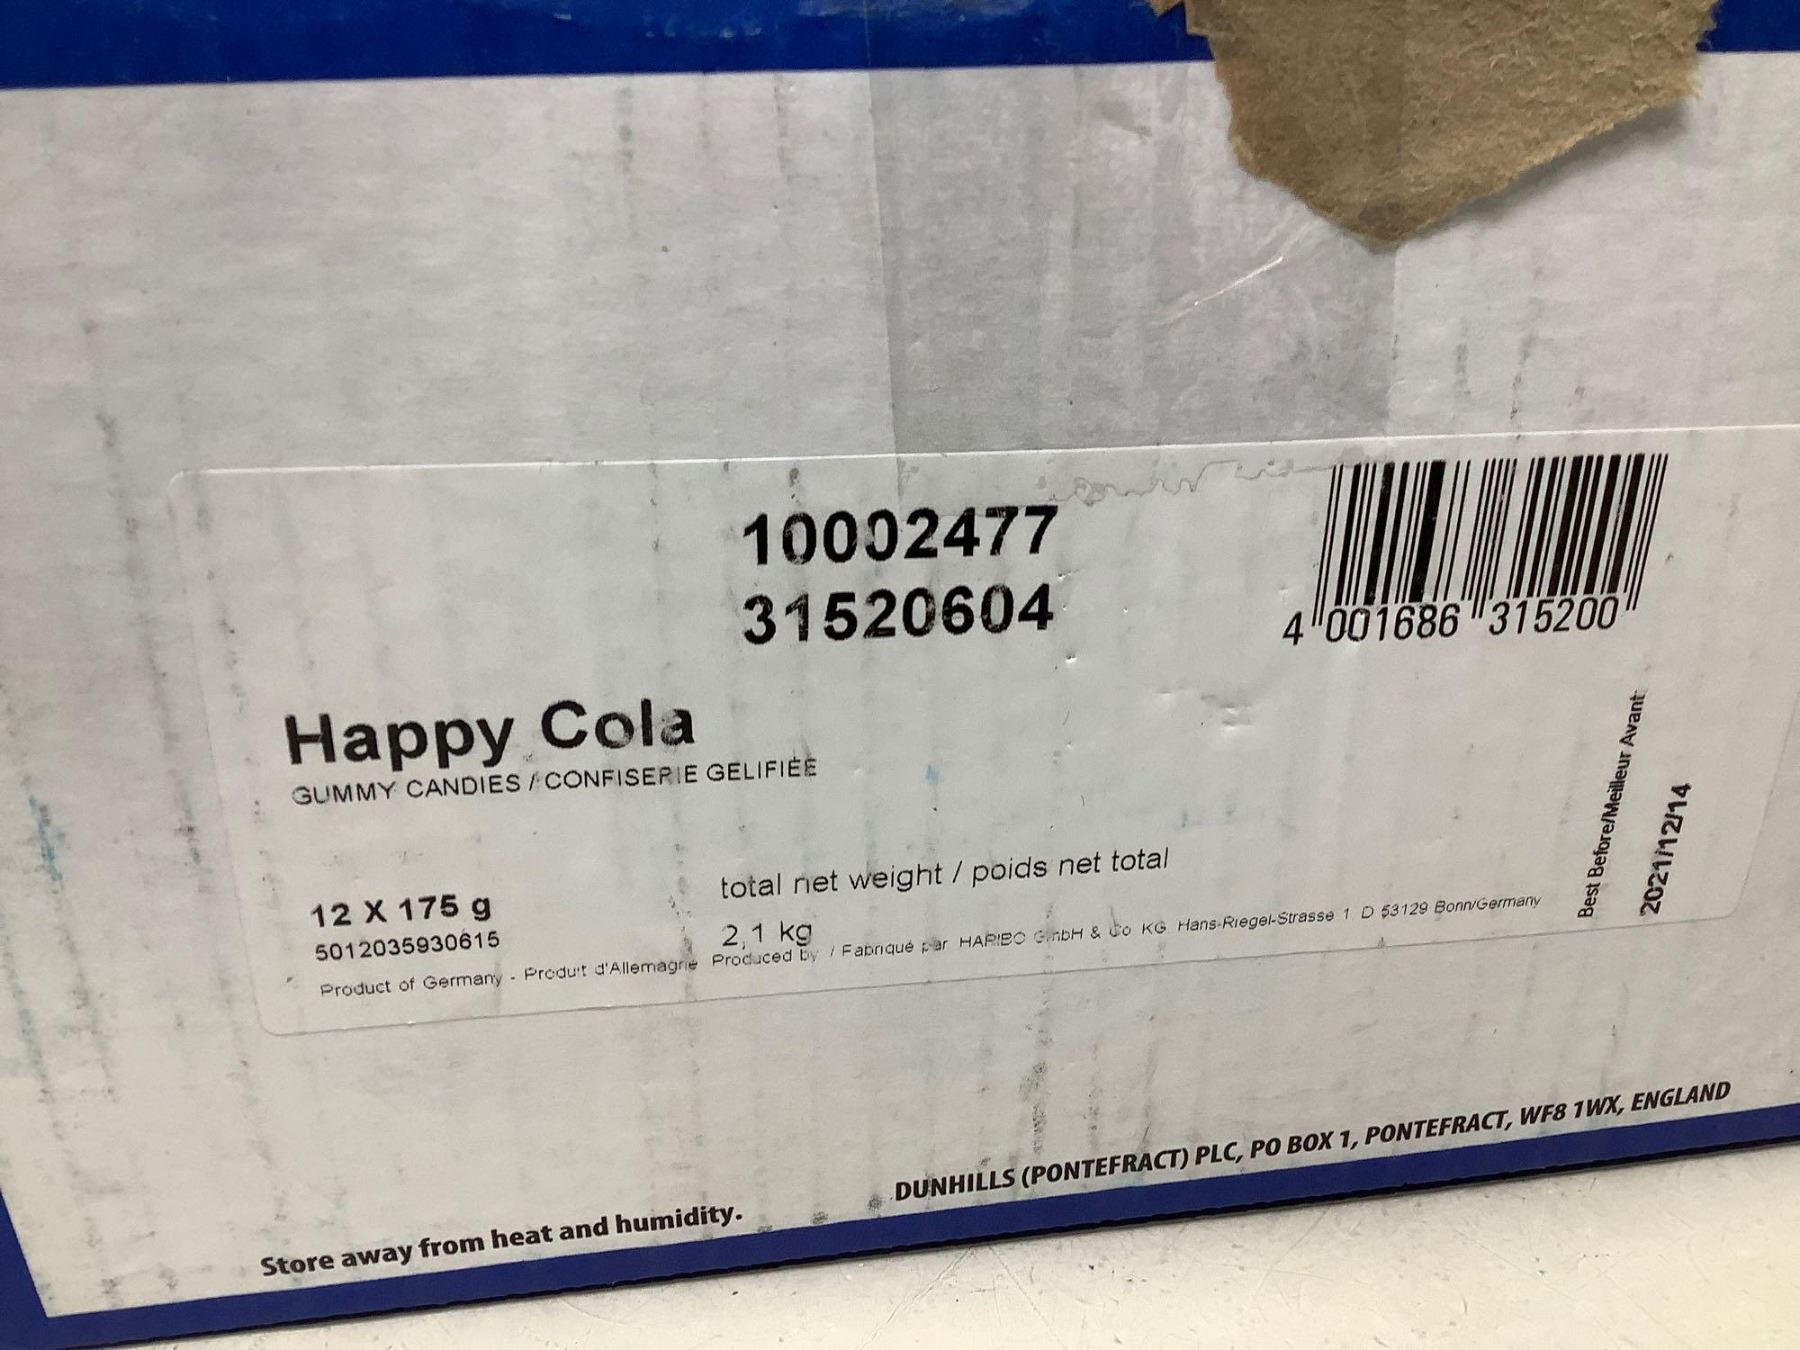 10002477
31520604
4 001686 315200
Happy Cola
GUMMY CANDIES / CONFISERIE GELIFIÉE
12 X 175 g
5012035930615
total net weight / poids net total
2,1 kg
Product of Germany - Produit d'Allemagne Produced by / Fabriqué par HARIBO GmbH & Co KG Hans-Riegel-Strasse 1 D 53129 Bonn/Germany
Best Before/Meilleur Avant:
2021/12/14
Store away from heat and humidity.
DUNHILLS (PONTEFRACT) PLC, PO BOX 1, PONTEFRACT, WF8 1WX, ENGLAND